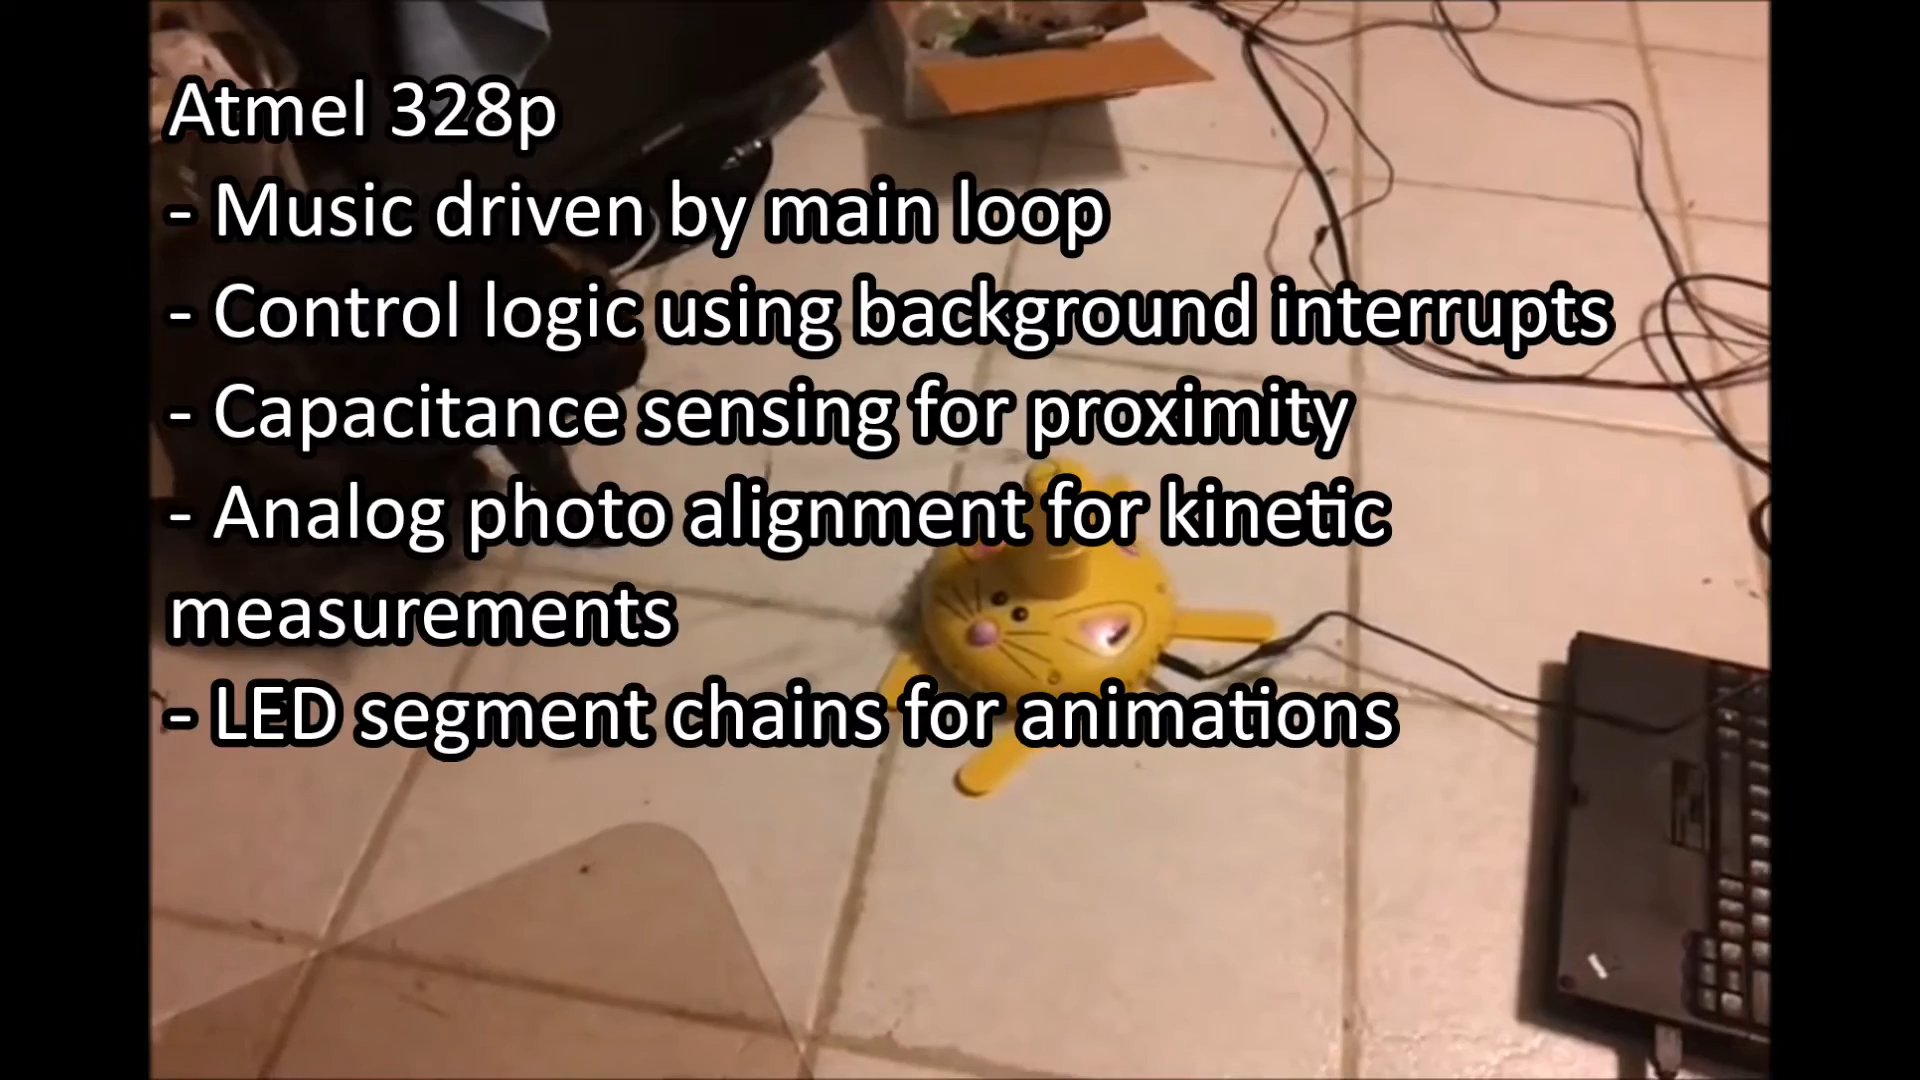 Atmel 328p
- Music driven by main loop
- Control logic using background interrupts
- Capacitance sensing for proximity
- Analog photo alignment for kinetic
measurements
- LED segment chains for animations